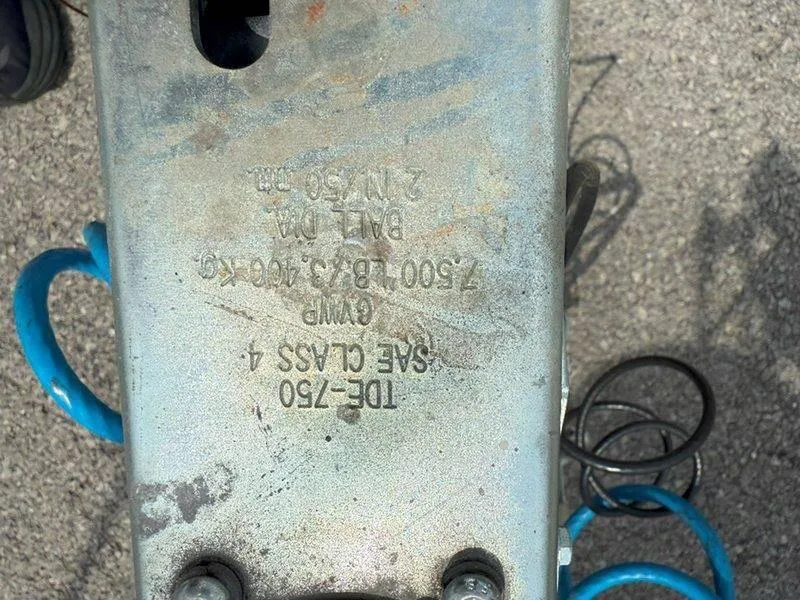 TDE-750
SAE CLASS 4
GVWR
7,500 LB./3,400 Kg.
BALL DIA.
2 IN./50 mm.